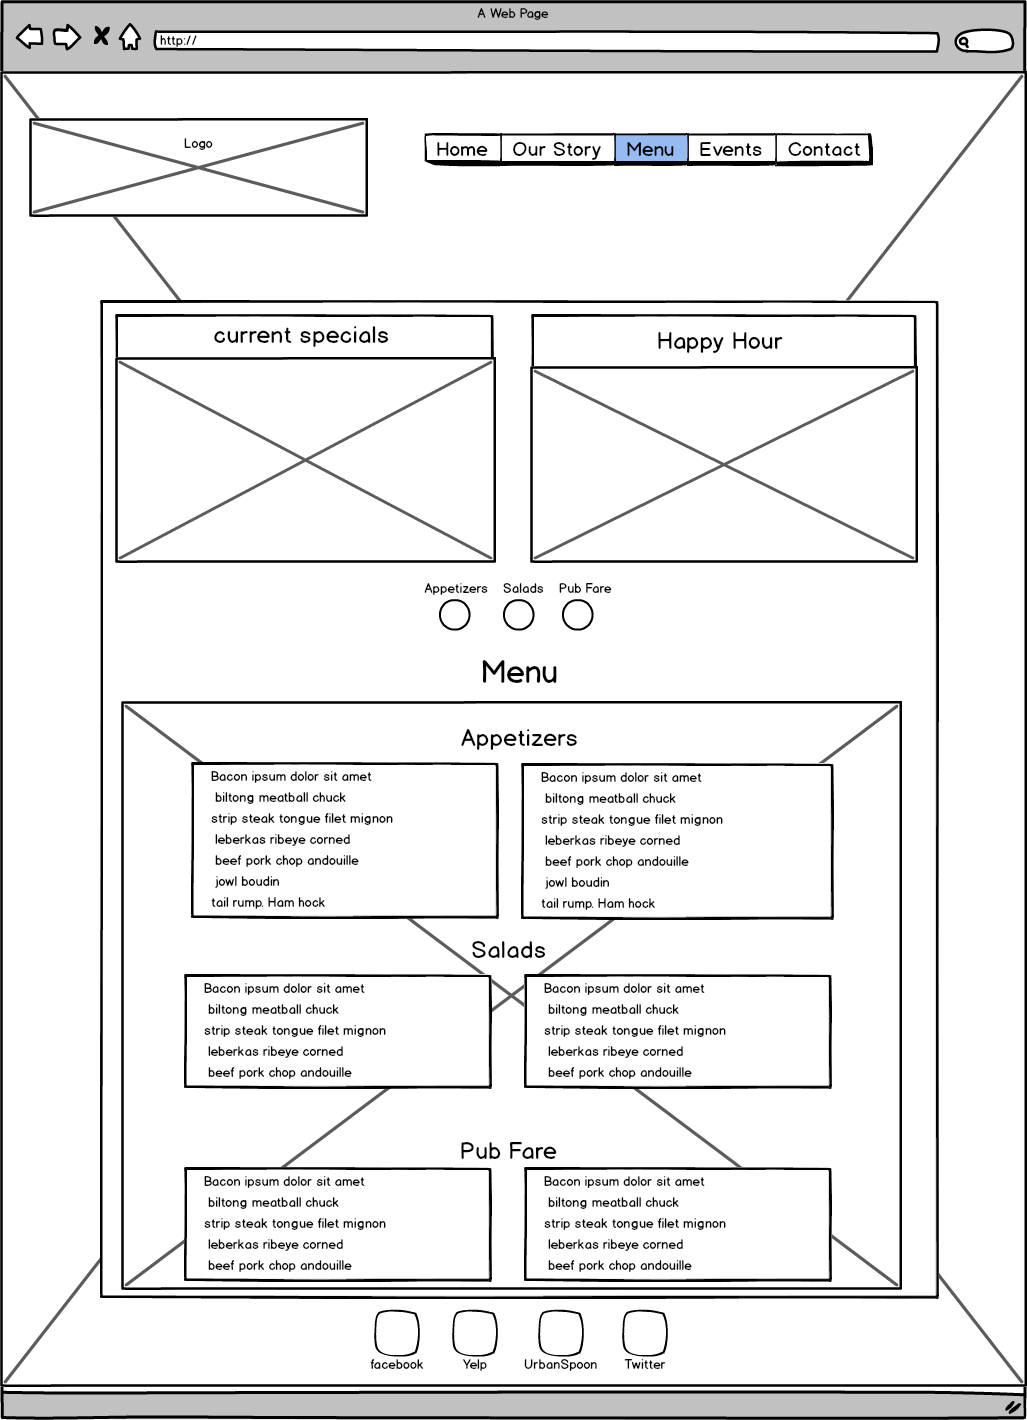 A Web Page
http://
Logo
Home Our Story Menu Events Contact
current specials
Happy Hour
Appetizers Salads Pub Fare
Menu
Appetizers
Bacon ipsum dolor sit amet
biltong meatball chuck
strip steak tongue filet mignon
leberkas ribeye corned
beef pork chop andouille
jowl boudin
tail rump. Ham hock
Bacon ipsum dolor sit amet
biltong meatball chuck
strip steak tongue filet mignon
leberkas ribeye corned
beef pork chop andouille
jowl boudin
tail rump. Ham hock
Salads
Bacon ipsum dolor sit amet
biltong meatball chuck
strip steak tongue filet mignon
leberkas ribeye corned
beef pork chop andouille
Bacon ipsum dolor sit amet
biltong meatball chuck
strip steak tongue filet mignon
leberkas ribeye corned
beef pork chop andouille
Pub Fare
Bacon ipsum dolor sit amet
biltong meatball chuck
strip steak tongue filet mignon
leberkas ribeye corned
beef pork chop andouille
Bacon ipsum dolor sit amet
biltong meatball chuck
strip steak tongue filet mignon
leberkas ribeye corned
beef pork chop andouille
facebook Yelp UrbanSpoon Twitter